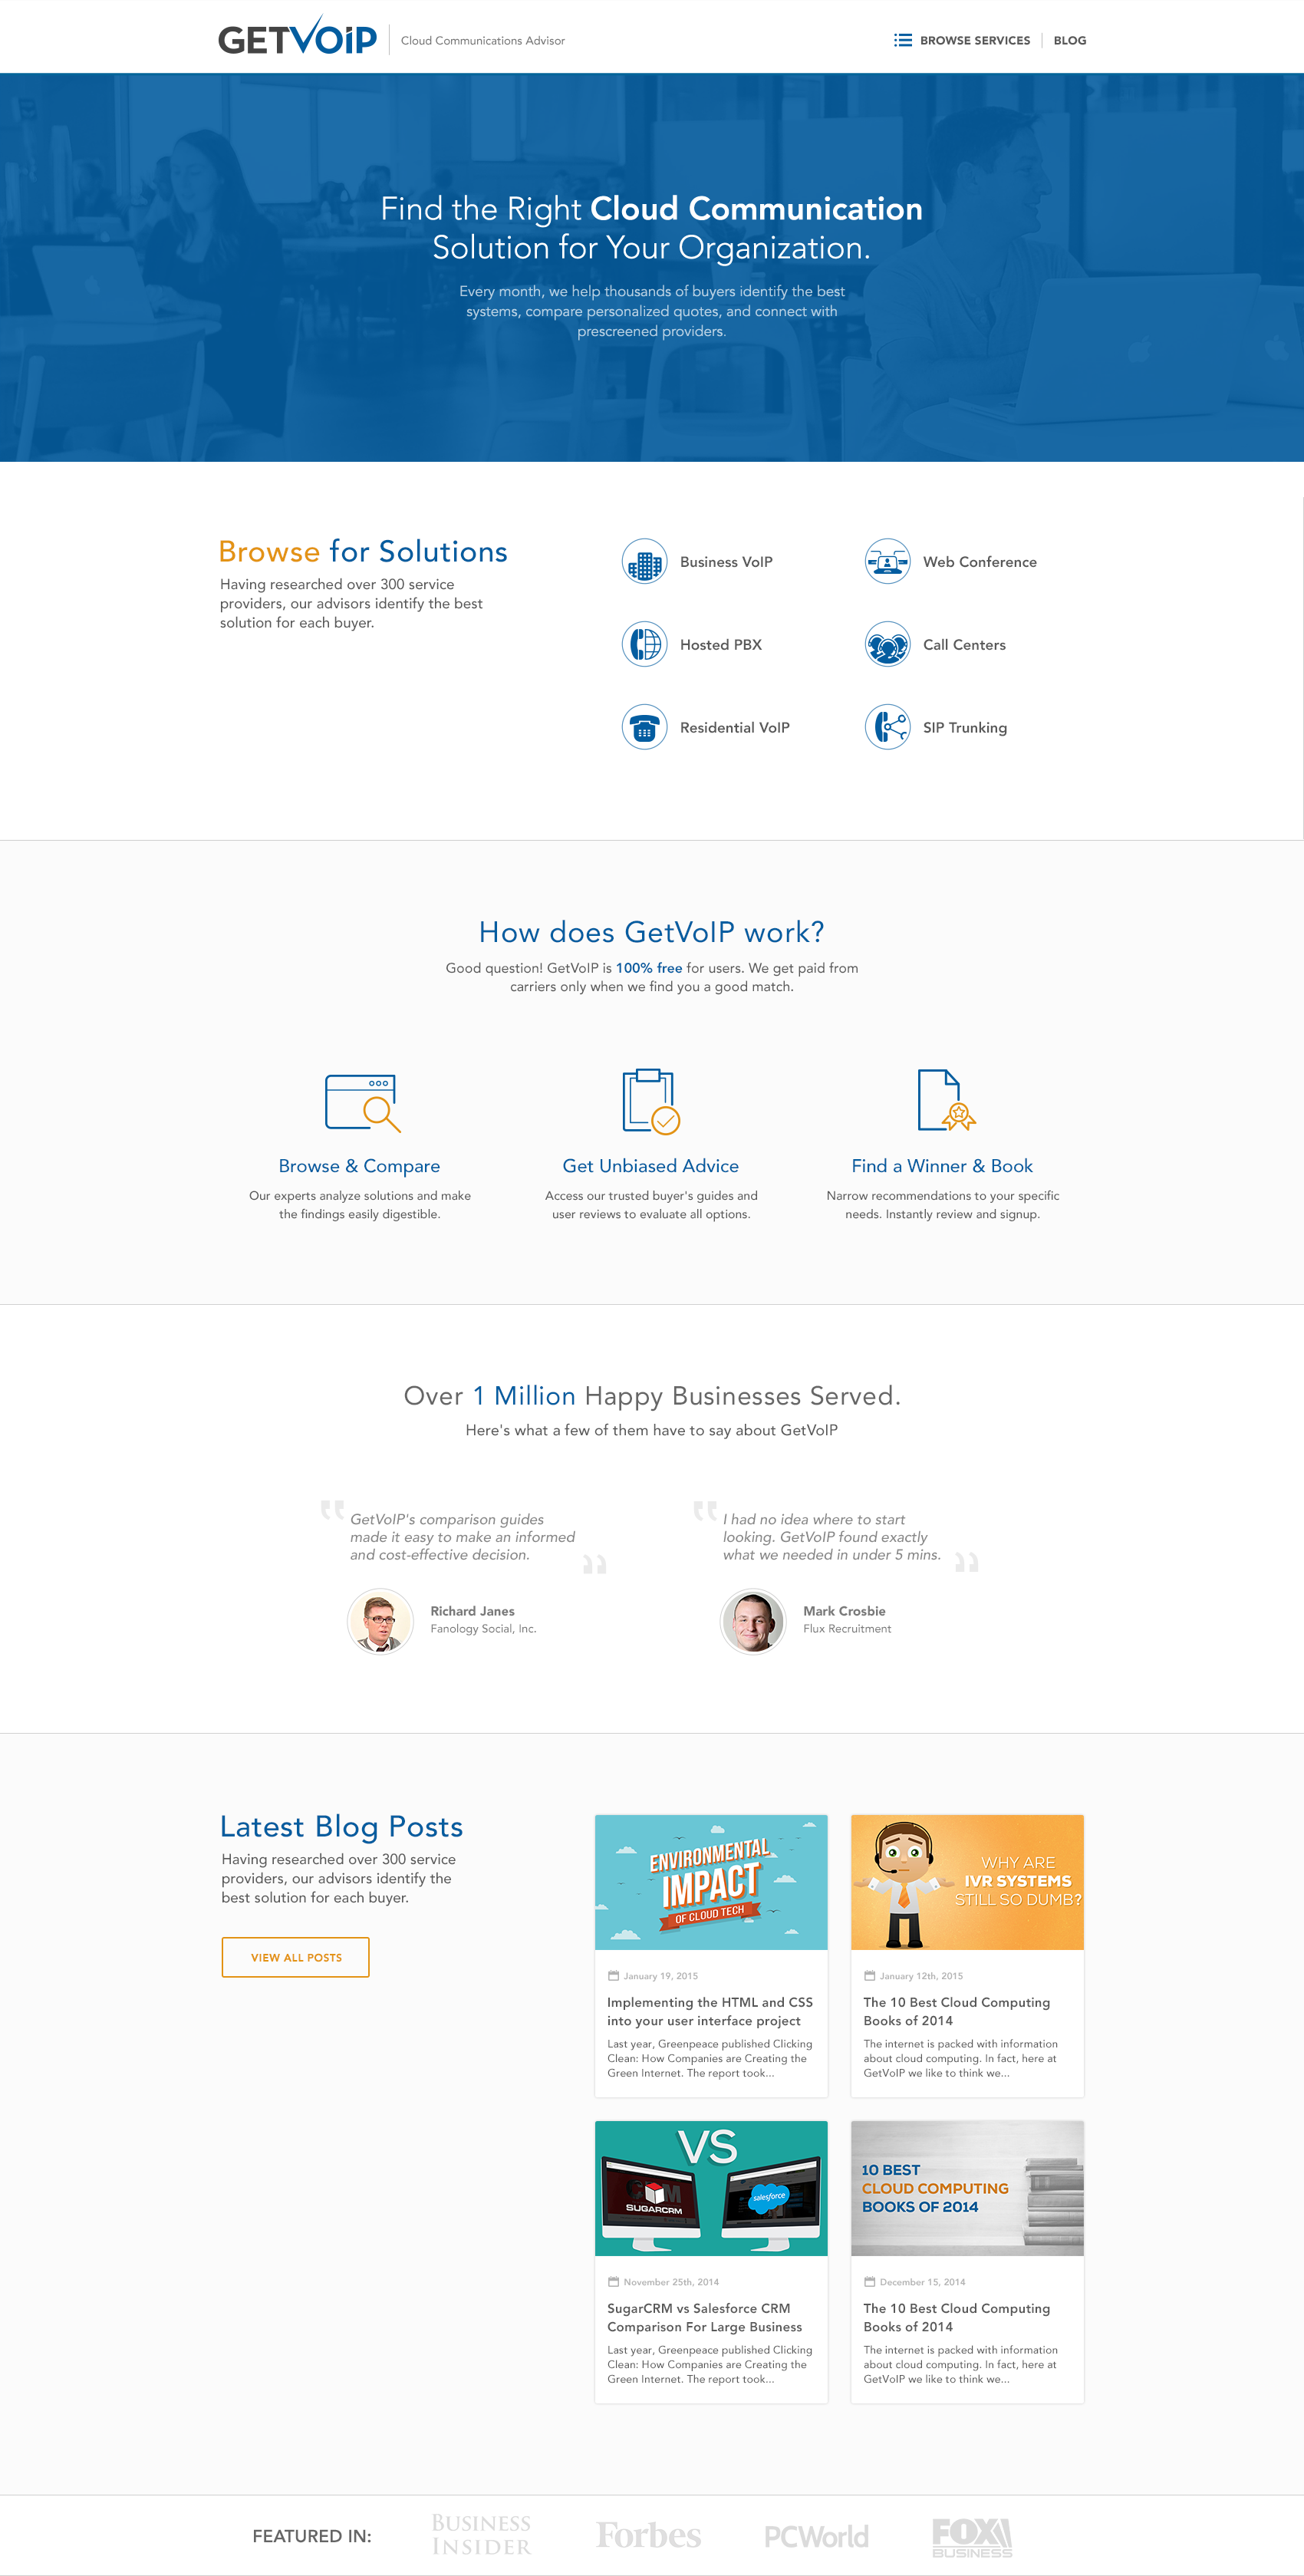 GETVOIP
Cloud Communications Advisor
BROWSE SERVICES
BLOG
Find the Right Cloud Communication
Solution for Your Organization.
Every month, we help thousands of buyers identify the best
systems, compare personalized quotes, and connect with
prescreened providers.
Browse for Solutions
Having researched over 300 service
providers, our advisors identify the best
solution for each buyer.
Business VoIP
Web Conference
Hosted PBX
Call Centers
Residential VoIP
SIP Trunking
How does GetVoIP work?
Good question! GetVoIP is 100% free for users. We get paid from
carriers only when we find you a good match.
Browse & Compare
Our experts analyze solutions and make
the findings easily digestible.
Get Unbiased Advice
Access our trusted buyer's guides and
user reviews to evaluate all options.
Find a Winner & Book
Narrow recommendations to your specific
needs. Instantly review and signup.
Over 1 Million Happy Businesses Served.
Here's what a few of them have to say about GetVoIP
"GetVoIP's comparison guides
made it easy to make an informed
and cost-effective decision."
Richard Janes
Fanology Social, Inc.
"I had no idea where to start
looking. GetVoIP found exactly
what we needed in under 5 mins."
Mark Crosbie
Flux Recruitment
Latest Blog Posts
Having researched over 300 service
providers, our advisors identify the
best solution for each buyer.
VIEW ALL POSTS
ENVIRONMENTAL
IMPACT
OF CLOUD TECH
January 19, 2015
Implementing the HTML and CSS
into your user interface project
Last year, Greenpeace published Clicking
Clean: How Companies are Creating the
Green Internet. The report took...
WHY ARE
IVR SYSTEMS
STILL SO DUMB?
January 12th, 2015
The 10 Best Cloud Computing
Books of 2014
The internet is packed with information
about cloud computing. In fact, here at
GetVoIP we like to think we...
VS
CRM
SUGARCRM
salesforce
November 25th, 2014
SugarCRM vs Salesforce CRM
Comparison For Large Business
Last year, Greenpeace published Clicking
Clean: How Companies are Creating the
Green Internet. The report took...
10 BEST
CLOUD COMPUTING
BOOKS OF 2014
December 15, 2014
The 10 Best Cloud Computing
Books of 2014
The internet is packed with information
about cloud computing. In fact, here at
GetVoIP we like to think we...
FEATURED IN:
BUSINESS
INSIDER
Forbes
PCWorld
FOX
BUSINESS